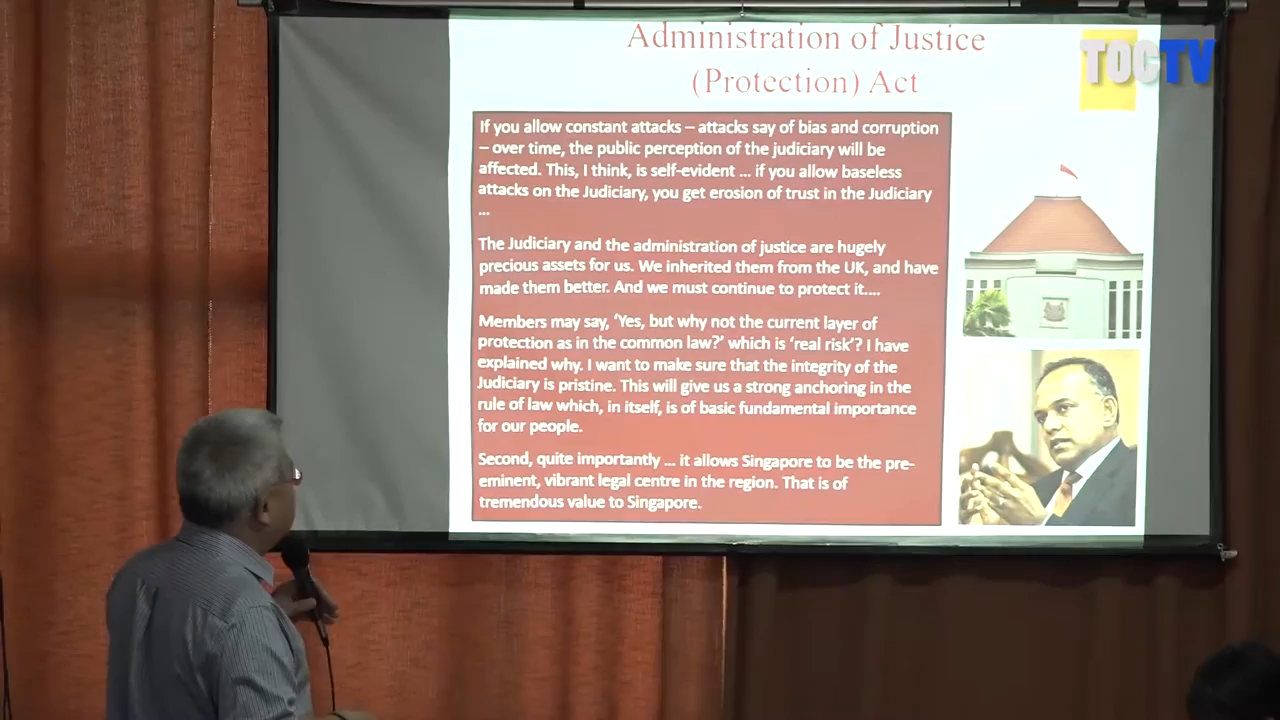 Administration of Justice
(Protection) Act
TOCTV
If you allow constant attacks – attacks say of bias and corruption
– over time, the public perception of the judiciary will be
affected. This, I think, is self-evident ... if you allow baseless
attacks on the Judiciary, you get erosion of trust in the Judiciary
...
The Judiciary and the administration of justice are hugely
precious assets for us. We inherited them from the UK, and have
made them better. And we must continue to protect it....
Members may say, ‘Yes, but why not the current layer of
protection as in the common law?’ which is ‘real risk’? I have
explained why. I want to make sure that the integrity of the
Judiciary is pristine. This will give us a strong anchoring in the
rule of law which, in itself, is of basic fundamental importance
for our people.
Second, quite importantly ... it allows Singapore to be the pre-
eminent, vibrant legal centre in the region. That is of
tremendous value to Singapore.